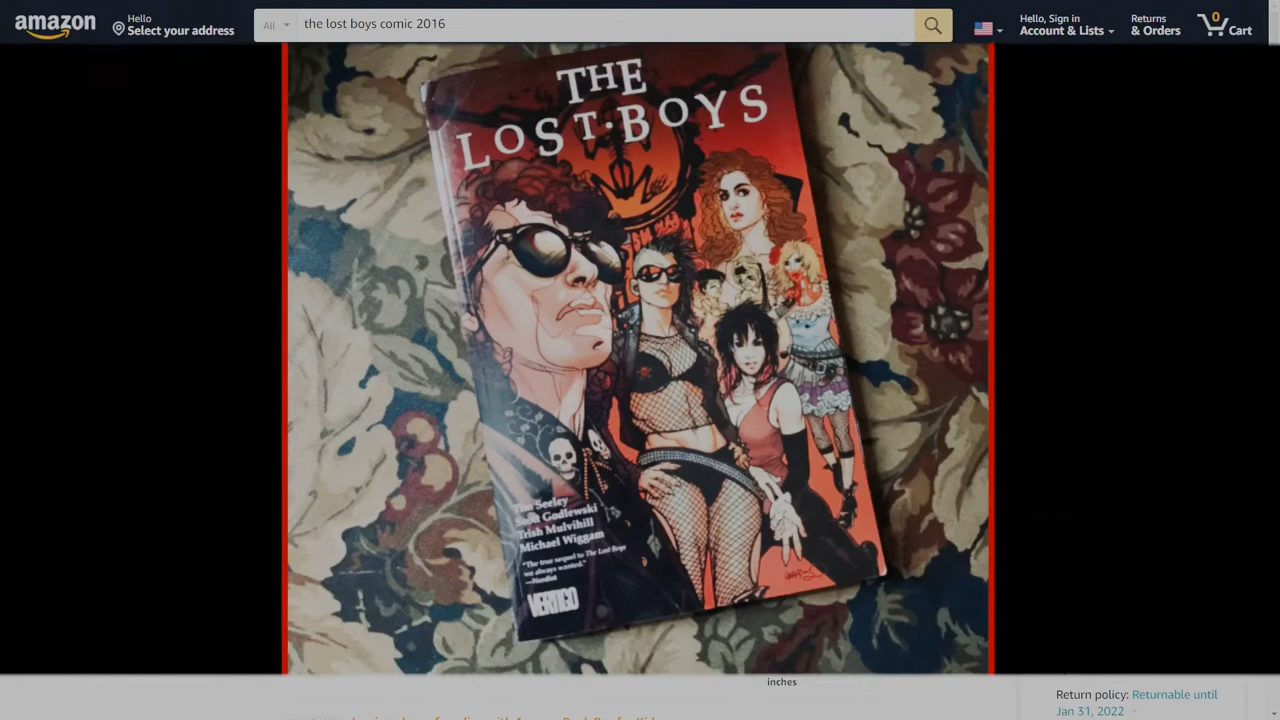 amazon
Hello
Select your address
All
the lost boys comic 2016
Hello, Sign in
Account & Lists
Returns
& Orders
0
Cart
THE
LOST·BOYS
Tim Seeley
Scott Godlewski
Trish Mulvihill
Michael Wiggam
"The true sequel to The Lost Boys
we always wanted."
—Nerdist
VERTIGO
inches
Return policy: Returnable until
Jan 31, 2022